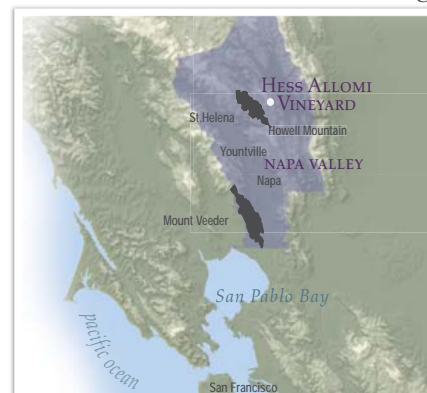 Hess Allomi
Vineyard
St.Helena
Howell Mountain
Yountville
NAPA VALLEY
Napa
Mount Veeder
San Pablo Bay
pacific ocean
San Francisco